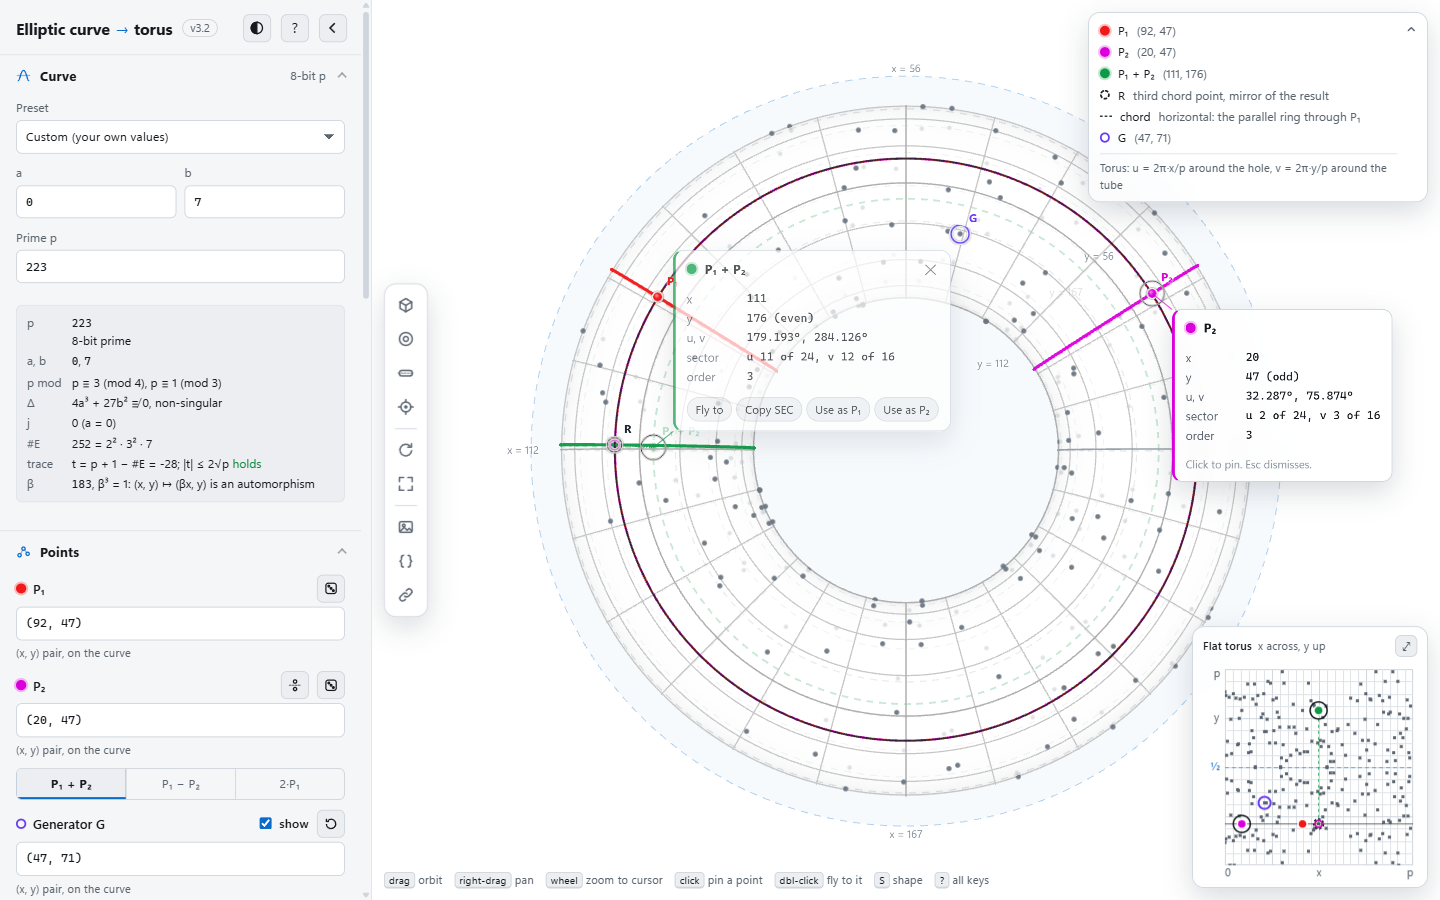 Elliptic curve → torus v3.2
?
Curve 8-bit p
Preset
Custom (your own values)
a b
0 7
Prime p
223
p 223
8-bit prime
a, b 0, 7
p mod p ≡ 3 (mod 4), p ≡ 1 (mod 3)
Δ 4a³ + 27b² ≢ 0, non-singular
j 0 (a = 0)
#E 252 = 2² · 3² · 7
trace t = p + 1 − #E = -28; |t| ≤ 2√p holds
β 183, β³ = 1: (x, y) ↦ (βx, y) is an automorphism
Points
P₁
(92, 47)
(x, y) pair, on the curve
P₂
(20, 47)
(x, y) pair, on the curve
P₁ + P₂ P₁ − P₂ 2·P₁
Generator G show
(47, 71)
(x, y) pair, on the curve
x = 56
G
y = 56
P₂
y = 112
R
x = 112
x = 167
P₁ + P₂
x 111
y 176 (even)
u, v 179.193°, 284.126°
sector u 11 of 24, v 12 of 16
order 3
Fly to Copy SEC Use as P₁ Use as P₂
P₁ (92, 47)
P₂ (20, 47)
P₁ + P₂ (111, 176)
R third chord point, mirror of the result
chord horizontal: the parallel ring through P₁
G (47, 71)
Torus: u = 2π·x/p around the hole, v = 2π·y/p around the
tube
P₂
x 20
y 47 (odd)
u, v 32.287°, 75.874°
sector u 2 of 24, v 3 of 16
order 3
Click to pin. Esc dismisses.
Flat torus x across, y up
p
y
½
0 x p
drag orbit right-drag pan wheel zoom to cursor click pin a point dbl-click fly to it S shape ? all keys